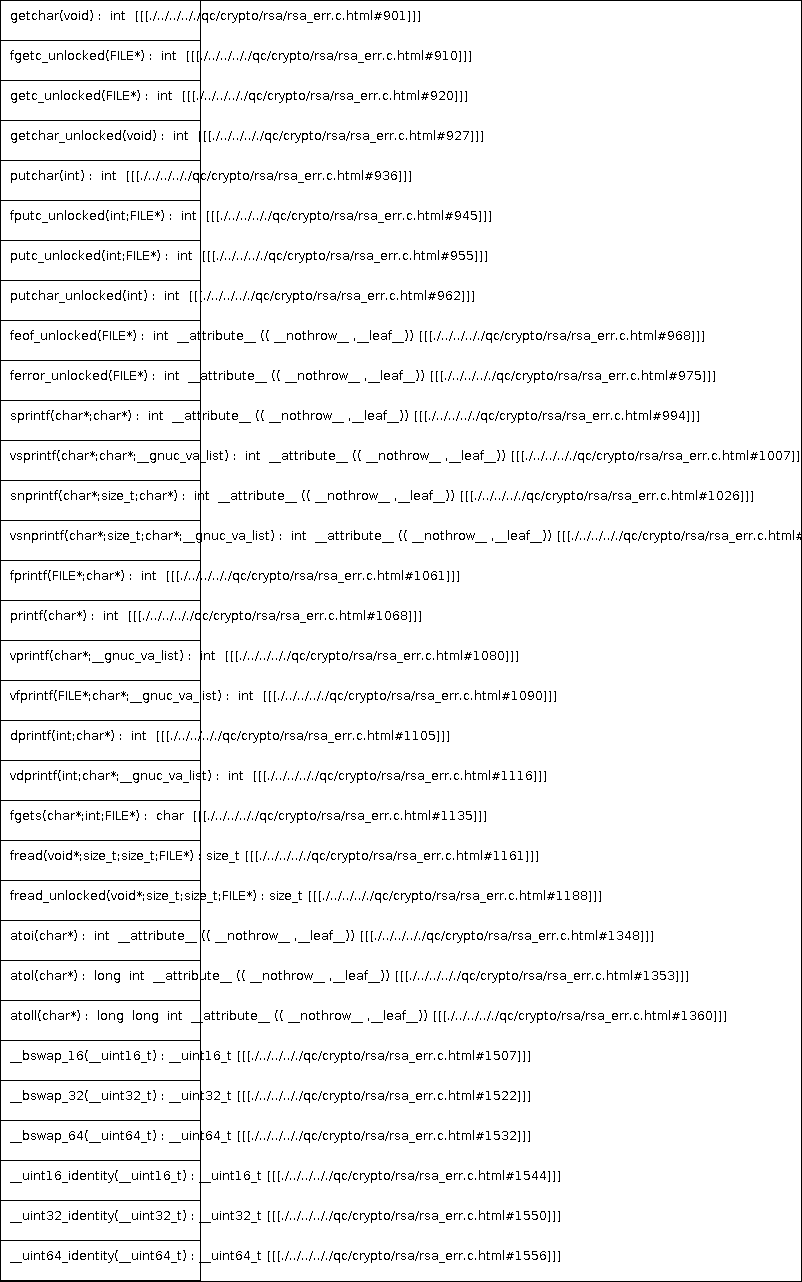 getchar(void) : int [[[./../../../../qc/crypto/rsa/rsa_err.c.html#901]]]
fgetc_unlocked(FILE*) : int [[[./../../../../qc/crypto/rsa/rsa_err.c.html#910]]]
getc_unlocked(FILE*) : int [[[./../../../../qc/crypto/rsa/rsa_err.c.html#920]]]
getchar_unlocked(void) : int [[[./../../../../qc/crypto/rsa/rsa_err.c.html#927]]]
putchar(int) : int [[[./../../../../qc/crypto/rsa/rsa_err.c.html#936]]]
fputc_unlocked(int;FILE*) : int [[[./../../../../qc/crypto/rsa/rsa_err.c.html#945]]]
putc_unlocked(int;FILE*) : int [[[./../../../../qc/crypto/rsa/rsa_err.c.html#955]]]
putchar_unlocked(int) : int [[[./../../../../qc/crypto/rsa/rsa_err.c.html#962]]]
feof_unlocked(FILE*) : int __attribute__ (( __nothrow__ ,__leaf__)) [[[./../../../../qc/crypto/rsa/rsa_err.c.html#968]]]
ferror_unlocked(FILE*) : int __attribute__ (( __nothrow__ ,__leaf__)) [[[./../../../../qc/crypto/rsa/rsa_err.c.html#975]]]
sprintf(char*;char*) : int __attribute__ (( __nothrow__ ,__leaf__)) [[[./../../../../qc/crypto/rsa/rsa_err.c.html#994]]]
vsprintf(char*;char*;__gnuc_va_list) : int __attribute__ (( __nothrow__ ,__leaf__)) [[[./../../../../qc/crypto/rsa/rsa_err.c.html#1007]]]
snprintf(char*;size_t;char*) : int __attribute__ (( __nothrow__ ,__leaf__)) [[[./../../../../qc/crypto/rsa/rsa_err.c.html#1026]]]
vsnprintf(char*;size_t;char*;__gnuc_va_list) : int __attribute__ (( __nothrow__ ,__leaf__)) [[[./../../../../qc/crypto/rsa/rsa_err.c.html#
fprintf(FILE*;char*) : int [[[./../../../../qc/crypto/rsa/rsa_err.c.html#1061]]]
printf(char*) : int [[[./../../../../qc/crypto/rsa/rsa_err.c.html#1068]]]
vprintf(char*;__gnuc_va_list) : int [[[./../../../../qc/crypto/rsa/rsa_err.c.html#1080]]]
vfprintf(FILE*;char*;__gnuc_va_list) : int [[[./../../../../qc/crypto/rsa/rsa_err.c.html#1090]]]
dprintf(int;char*) : int [[[./../../../../qc/crypto/rsa/rsa_err.c.html#1105]]]
vdprintf(int;char*;__gnuc_va_list) : int [[[./../../../../qc/crypto/rsa/rsa_err.c.html#1116]]]
fgets(char*;int;FILE*) : char [[[./../../../../qc/crypto/rsa/rsa_err.c.html#1135]]]
fread(void*;size_t;size_t;FILE*) : size_t [[[./../../../../qc/crypto/rsa/rsa_err.c.html#1161]]]
fread_unlocked(void*;size_t;size_t;FILE*) : size_t [[[./../../../../qc/crypto/rsa/rsa_err.c.html#1188]]]
atoi(char*) : int __attribute__ (( __nothrow__ ,__leaf__)) [[[./../../../../qc/crypto/rsa/rsa_err.c.html#1348]]]
atol(char*) : long int __attribute__ (( __nothrow__ ,__leaf__)) [[[./../../../../qc/crypto/rsa/rsa_err.c.html#1353]]]
atoll(char*) : long long int __attribute__ (( __nothrow__ ,__leaf__)) [[[./../../../../qc/crypto/rsa/rsa_err.c.html#1360]]]
__bswap_16(__uint16_t) : __uint16_t [[[./../../../../qc/crypto/rsa/rsa_err.c.html#1507]]]
__bswap_32(__uint32_t) : __uint32_t [[[./../../../../qc/crypto/rsa/rsa_err.c.html#1522]]]
__bswap_64(__uint64_t) : __uint64_t [[[./../../../../qc/crypto/rsa/rsa_err.c.html#1532]]]
__uint16_identity(__uint16_t) : __uint16_t [[[./../../../../qc/crypto/rsa/rsa_err.c.html#1544]]]
__uint32_identity(__uint32_t) : __uint32_t [[[./../../../../qc/crypto/rsa/rsa_err.c.html#1550]]]
__uint64_identity(__uint64_t) : __uint64_t [[[./../../../../qc/crypto/rsa/rsa_err.c.html#1556]]]